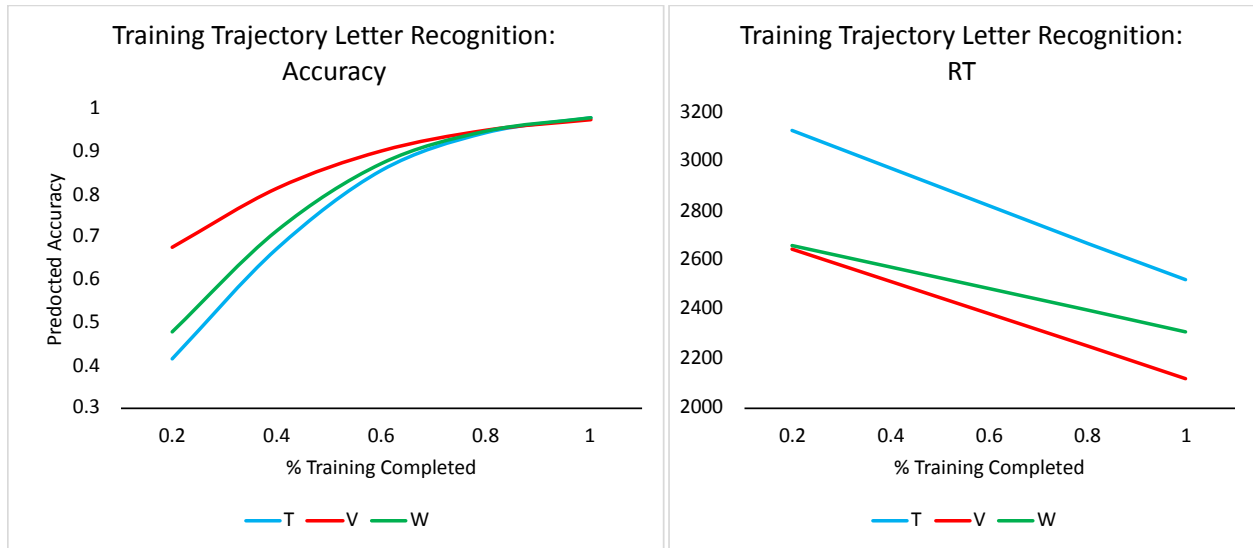 Training Trajectory Letter Recognition:
Accuracy
1
0.9
0.8
0.7
0.6
0.5
0.4
0.3
Predocted Accuracy
0.2 0.4 0.6 0.8 1
% Training Completed
T V W
Training Trajectory Letter Recognition:
RT
3200
3000
2800
2600
2400
2200
2000
0.2 0.4 0.6 0.8 1
% Training Completed
T V W